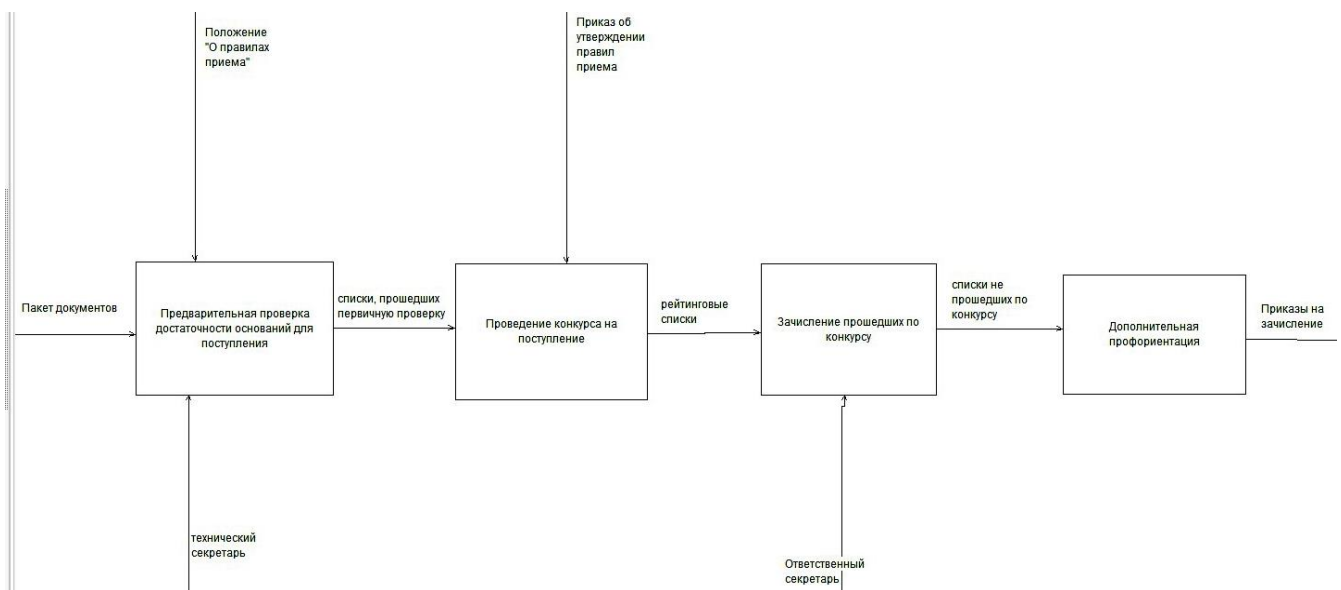 Положение
"О правилах
приема"
Приказ об
утверждении
правил
приема
Пакет документов
Предварительная проверка
достаточности оснований для
поступления
списки, прошедших
первичную проверку
Проведение конкурса на
поступление
рейтинговые
списки
Зачисление прошедших по
конкурсу
списки не
прошедших по
конкурсу
Дополнительная
профориентация
Приказы на
зачисление
технический
секретарь
Ответственный
секретарь